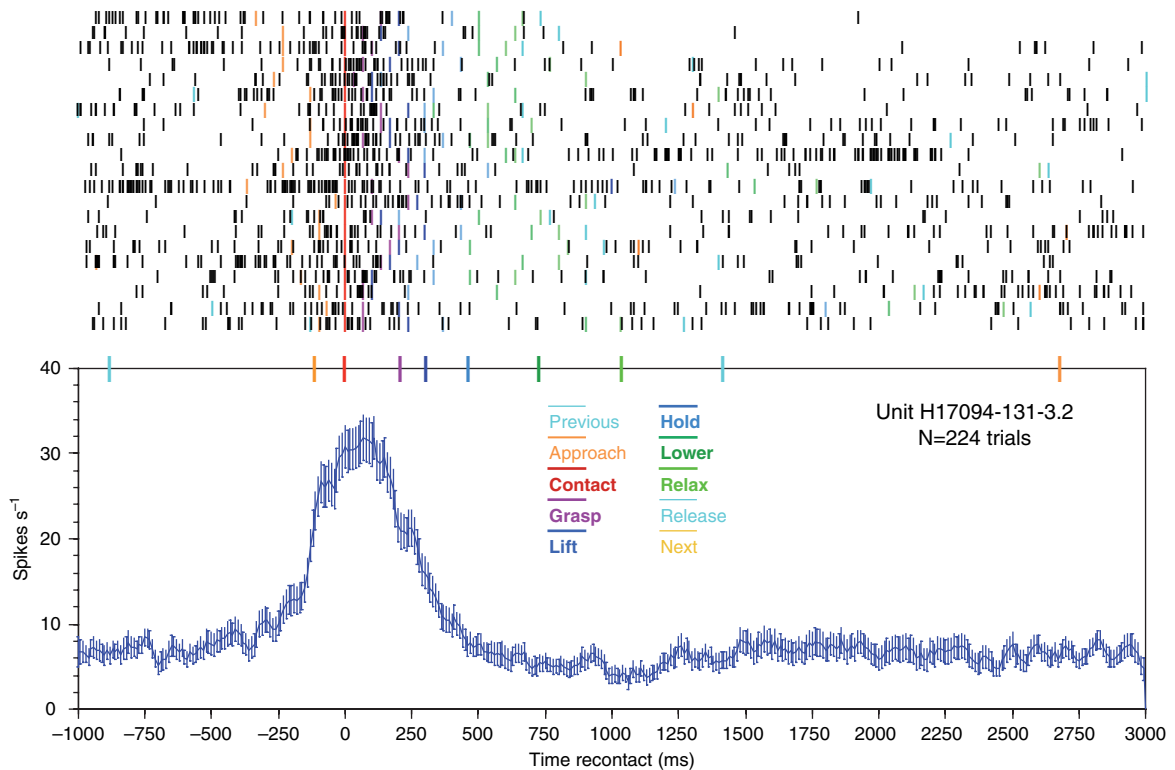 40
30
20
10
0
Spikes s⁻¹
Previous
Approach
Contact
Grasp
Lift
Hold
Lower
Relax
Release
Next
Unit H17094-131-3.2
N=224 trials
−1000 −750 −500 −250 0 250 500 750 1000 1250 1500 1750 2000 2250 2500 2750 3000
Time recontact (ms)